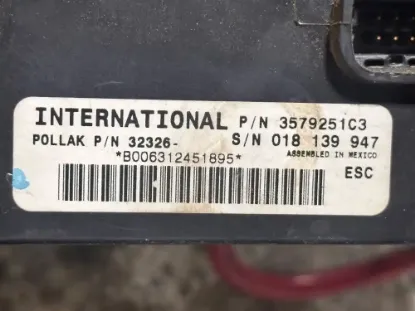 INTERNATIONAL P/N 3579251C3
POLLAK P/N 32326- S/N 018 139 947
*B006312451895* ASSEMBLED IN MEXICO
ESC